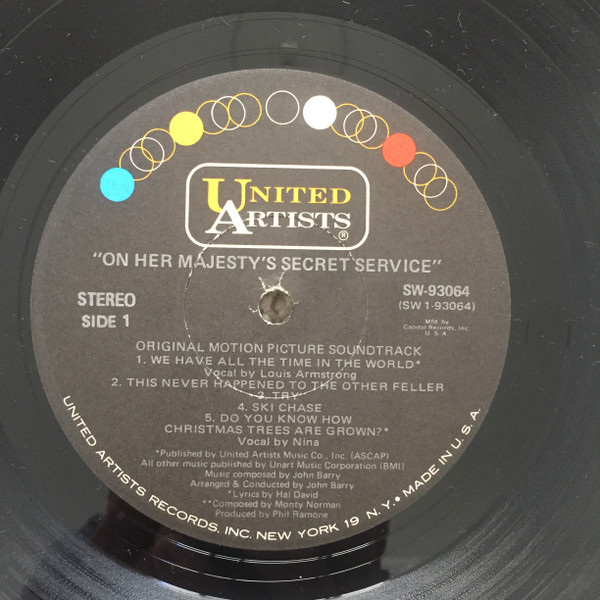 UNITED
ARTISTS®
"ON HER MAJESTY'S SECRET SERVICE"
STEREO
SIDE 1
SW-93064
(SW 1-93064)
Mfd. by
Capitol Records, Inc.
U. S. A.
ORIGINAL MOTION PICTURE SOUNDTRACK
1. WE HAVE ALL THE TIME IN THE WORLD*
Vocal by Louis Armstrong
2. THIS NEVER HAPPENED TO THE OTHER FELLER
3. TRY
4. SKI CHASE
5. DO YOU KNOW HOW
CHRISTMAS TREES ARE GROWN?*
Vocal by Nina
*Published by United Artists Music Co., Inc. (ASCAP)
All other music published by Unart Music Corporation (BMI)
Music composed by John Barry
Arranged & Conducted by John Barry
*Lyrics by Hal David
**Composed by Monty Norman
Produced by Phil Ramone
UNITED ARTISTS RECORDS, INC. NEW YORK 19 N.Y.• MADE IN U.S.A.